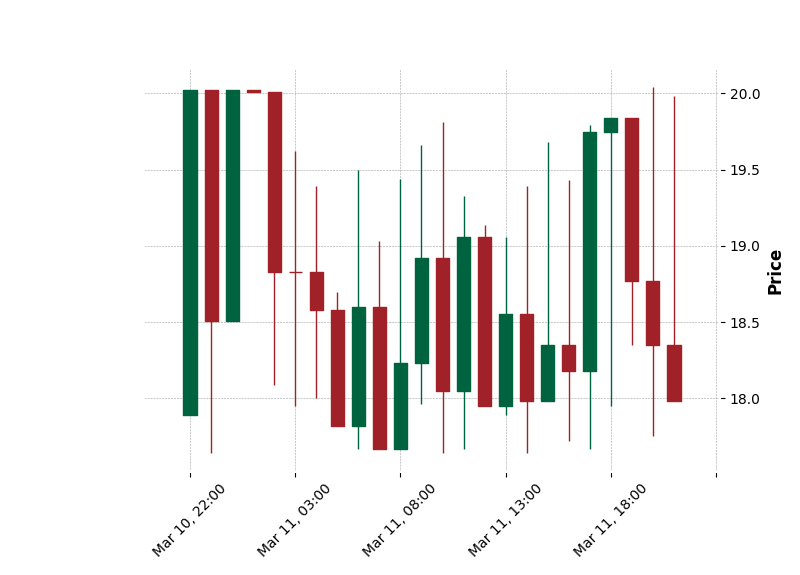 20.0
19.5
19.0
18.5
18.0
Price
Mar 10, 22:00
Mar 11, 03:00
Mar 11, 08:00
Mar 11, 13:00
Mar 11, 18:00